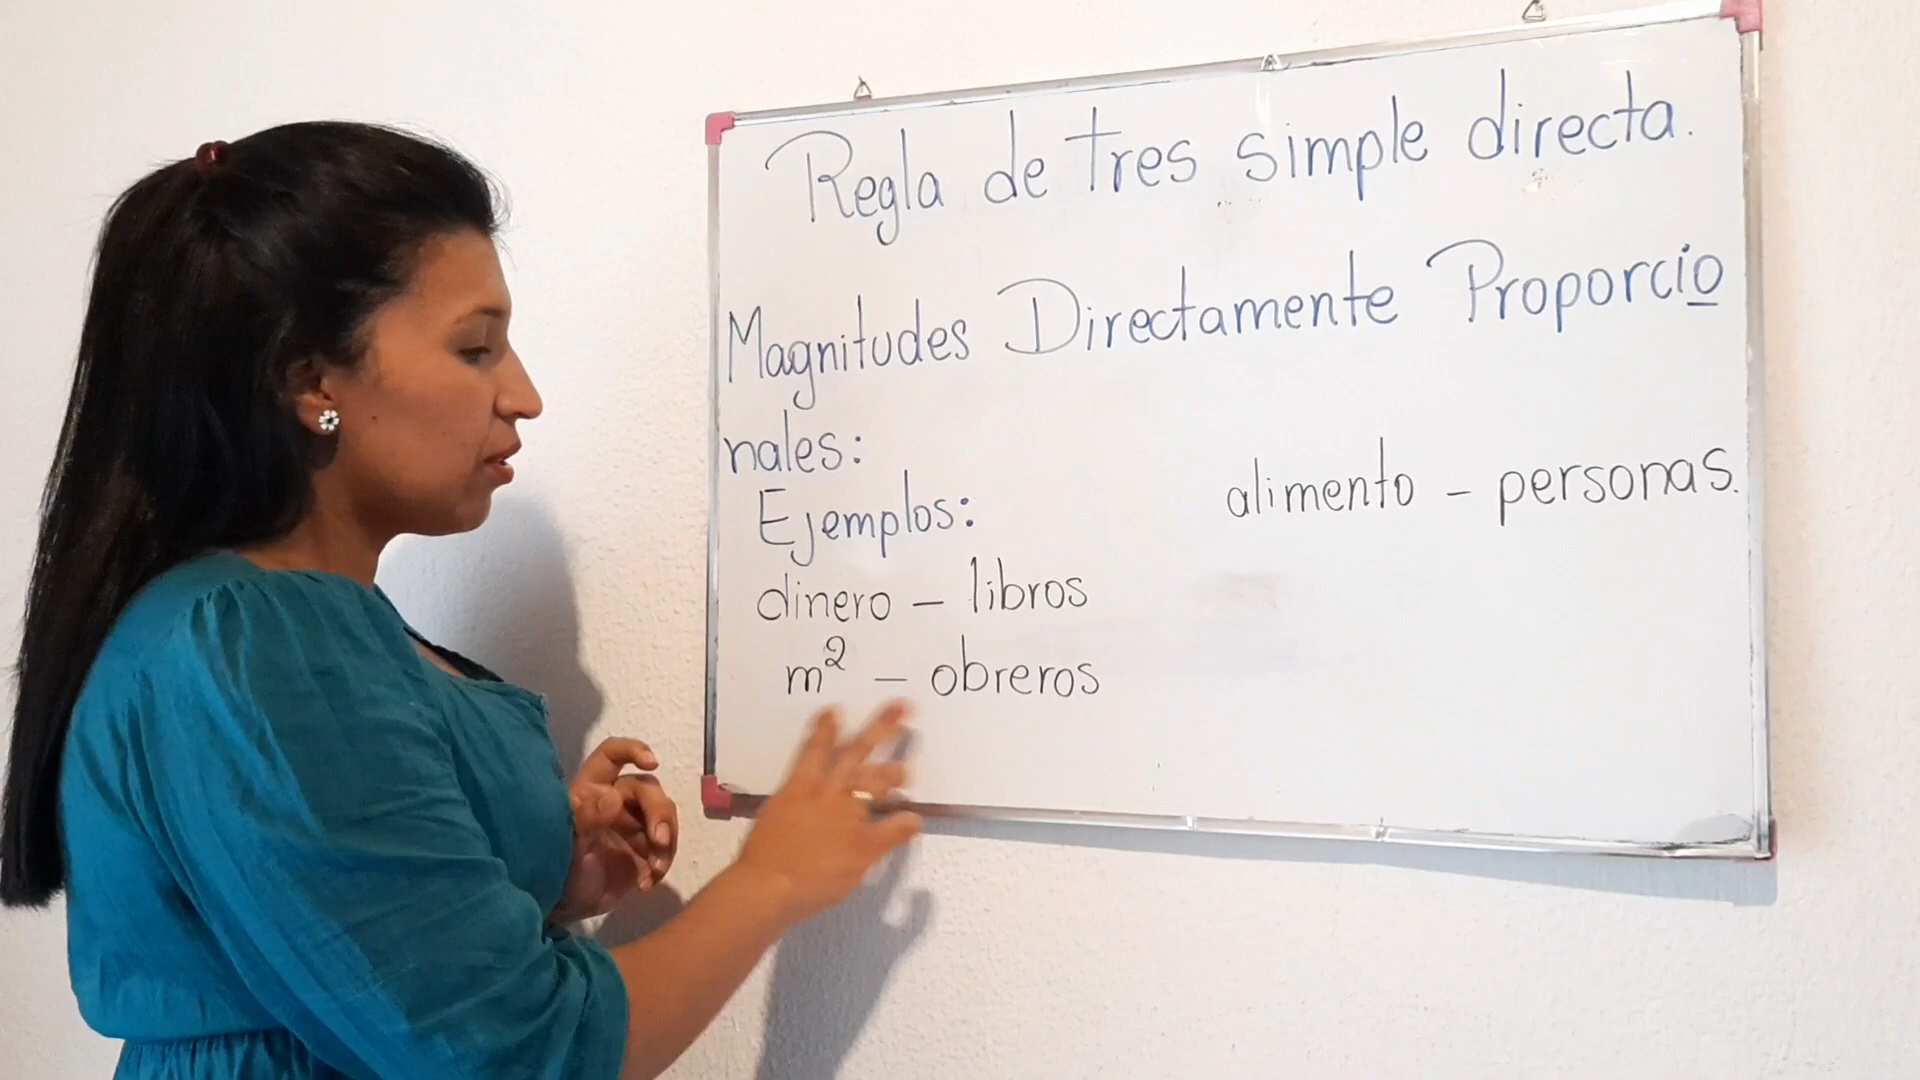 Regla de tres simple directa.
Magnitudes Directamente Proporcio
nales:
Ejemplos:
alimento - personas.
dinero - libros
m² - obreros